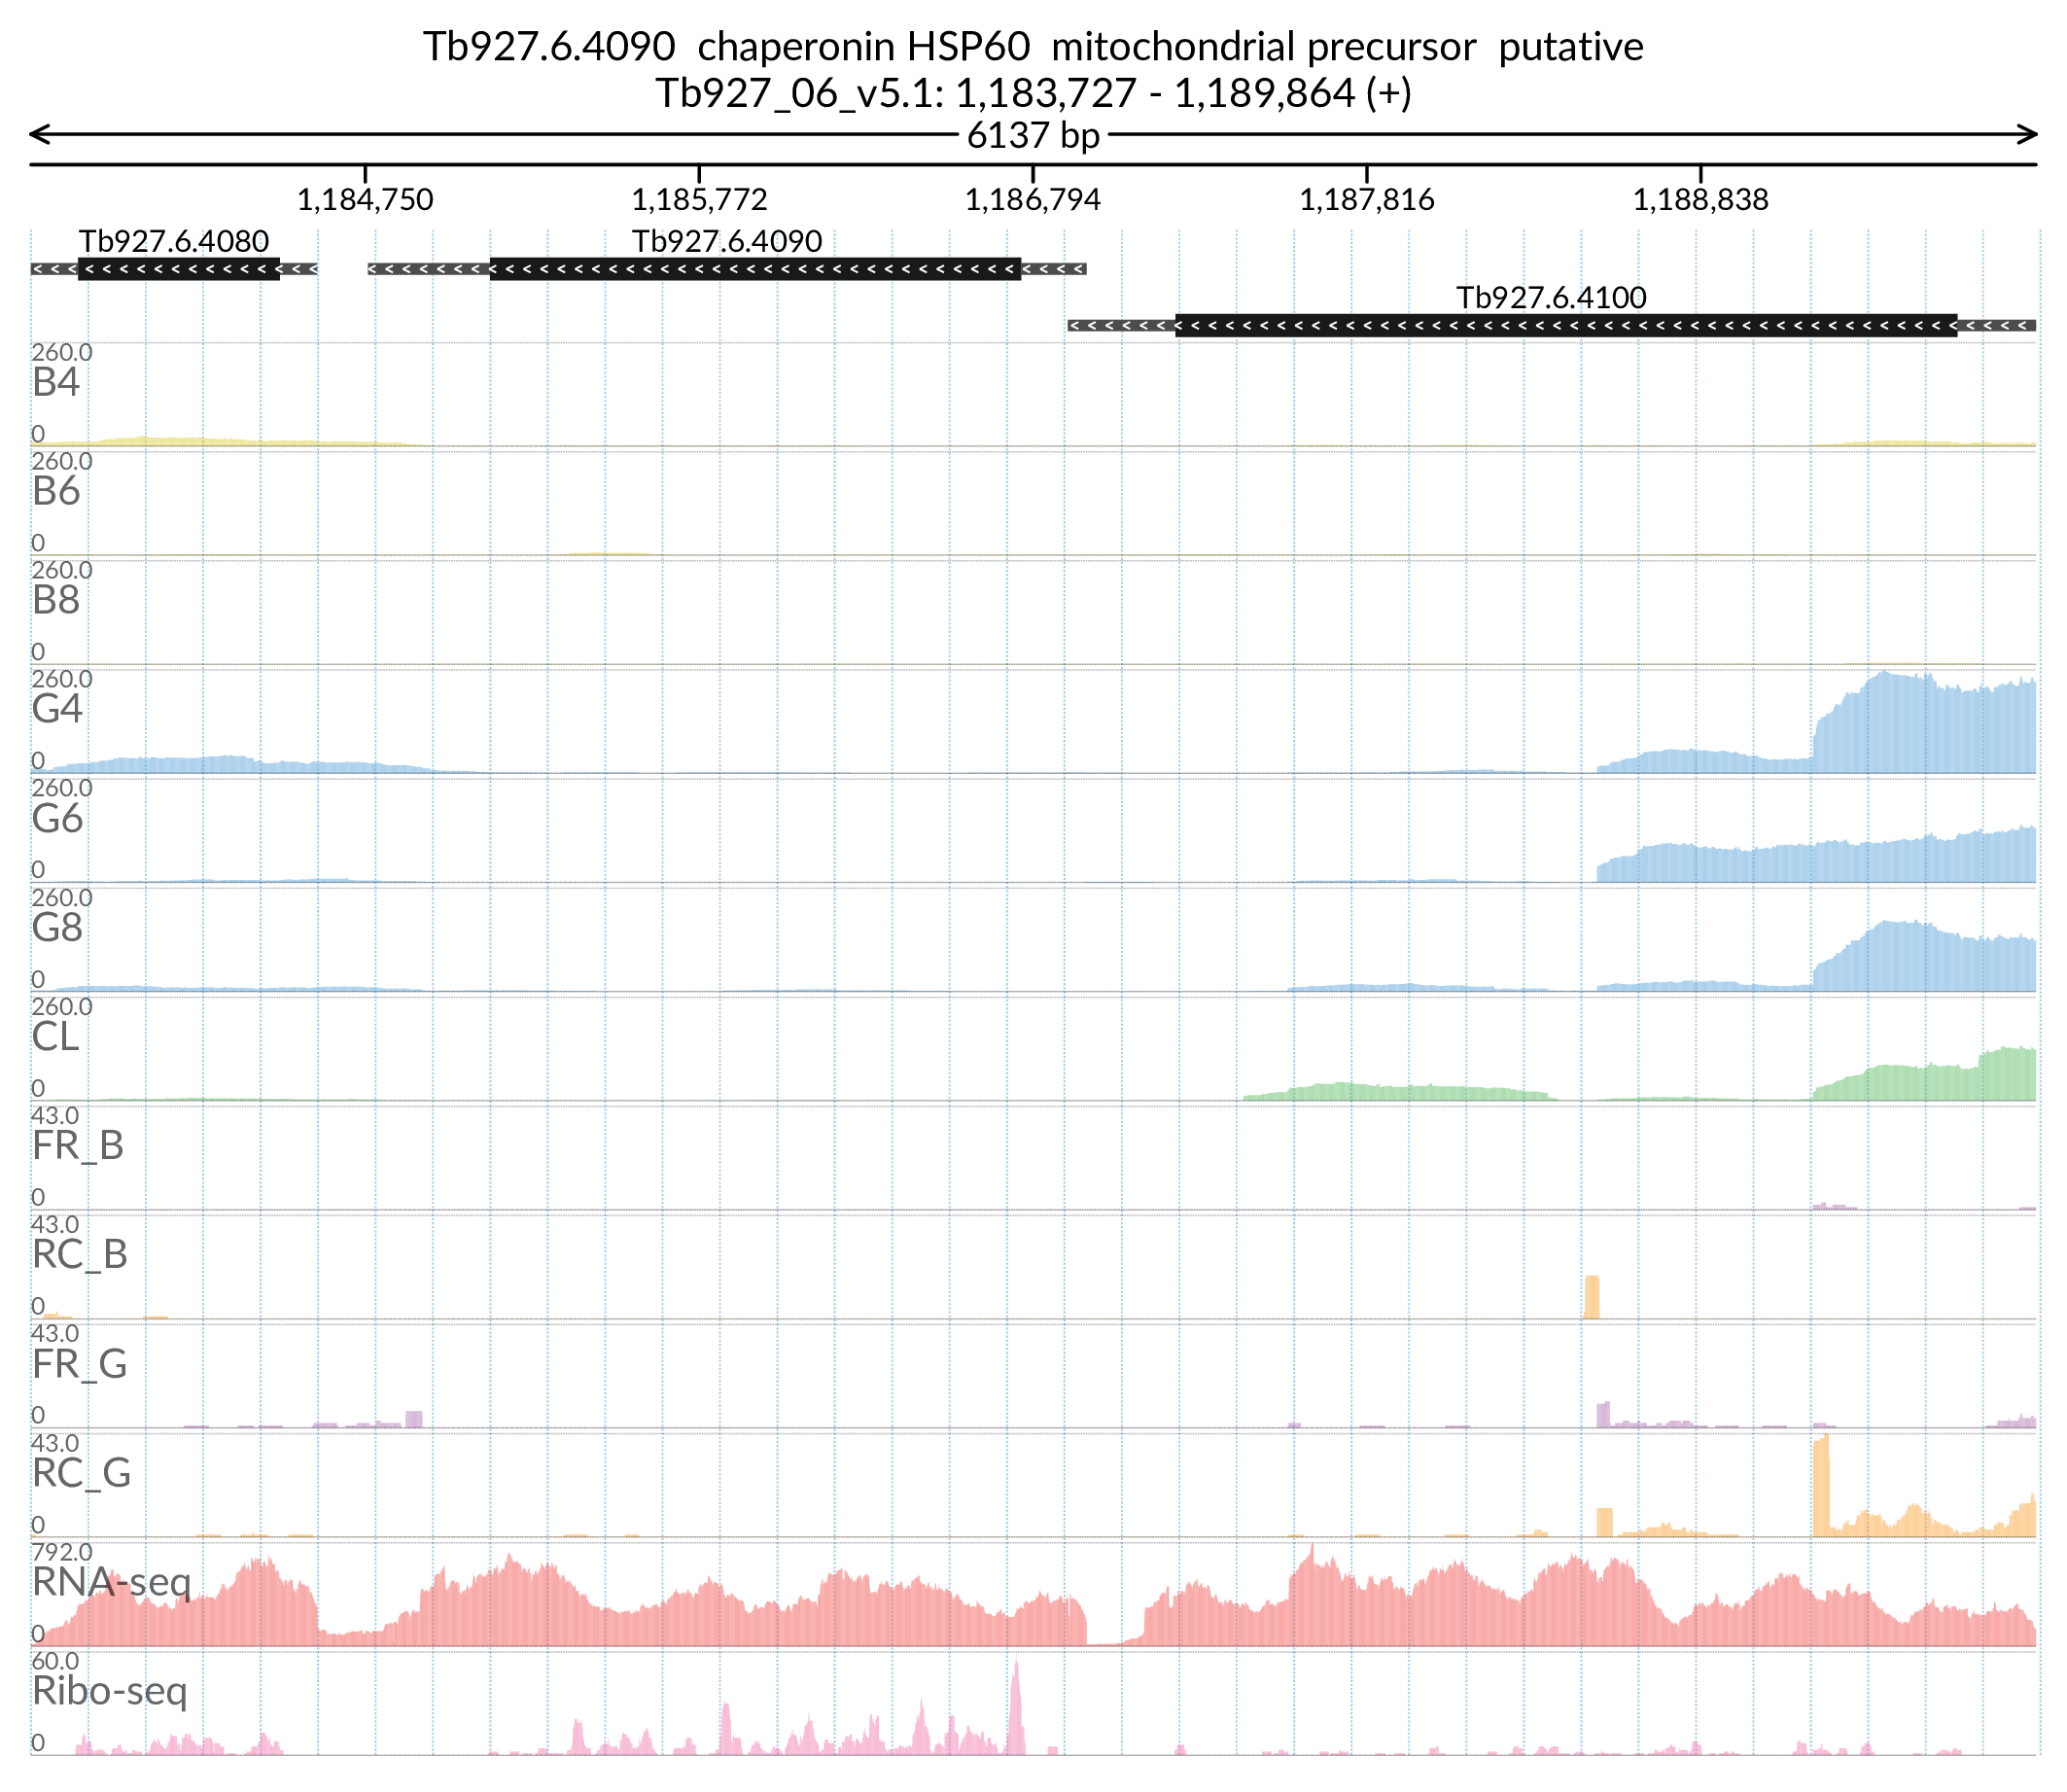 Tb927.6.4090  chaperonin HSP60  mitochondrial precursor  putative
Tb927_06_v5.1: 1,183,727 - 1,189,864 (+)
6137 bp
1,184,750 1,185,772 1,186,794 1,187,816 1,188,838
Tb927.6.4080 Tb927.6.4090
Tb927.6.4100
260.0
B4
0
260.0
B6
0
260.0
B8
0
260.0
G4
0
260.0
G6
0
260.0
G8
0
260.0
CL
0
43.0
FR_B
0
43.0
RC_B
0
43.0
FR_G
0
43.0
RC_G
0
792.0
RNA-seq
0
60.0
Ribo-seq
0